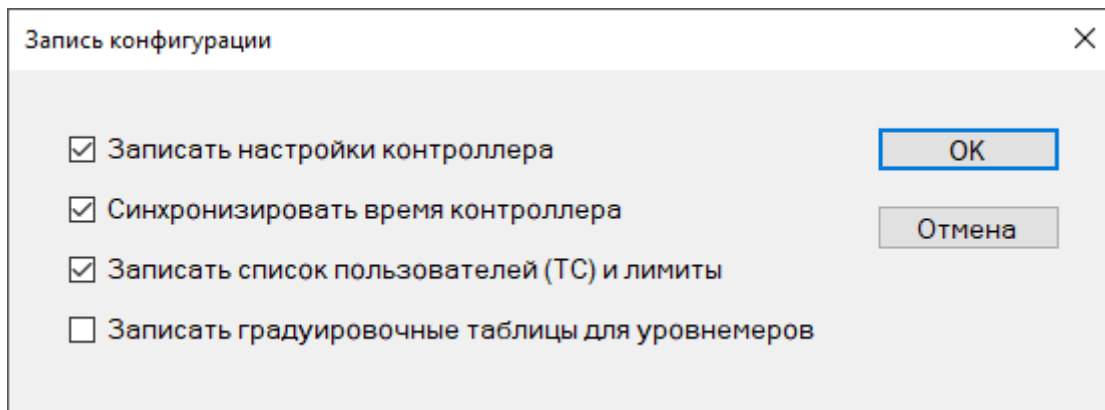 Запись конфигурации
Записать настройки контроллера
OK
Синхронизировать время контроллера
Отмена
Записать список пользователей (ТС) и лимиты
Записать градуировочные таблицы для уровнемеров